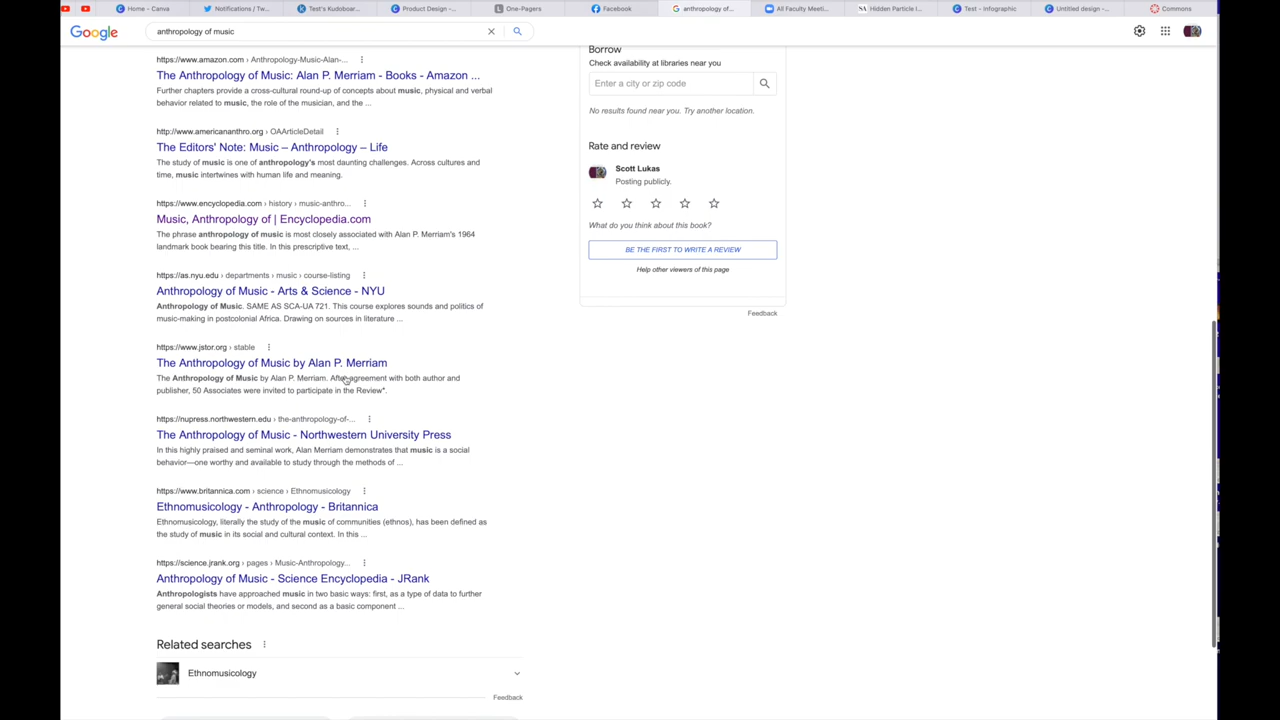 Home - Canva
Notifications / Tw...
Test's Kudoboar...
Product Design -...
One-Pagers
Facebook
anthropology of...
All Faculty Meeti...
Hidden Particle I...
Test - Infographic
Untitled design -...
Commons
Google
anthropology of music
https://www.amazon.com › Anthropology-Music-Alan-...
The Anthropology of Music: Alan P. Merriam - Books - Amazon ...
Further chapters provide a cross-cultural round-up of concepts about music, physical and verbal
behavior related to music, the role of the musician, and the ...
http://www.americananthro.org › OAArticleDetail
The Editors' Note: Music – Anthropology – Life
The study of music is one of anthropology's most daunting challenges. Across cultures and
time, music intertwines with human life and meaning.
https://www.encyclopedia.com › history › music-anthro...
Music, Anthropology of | Encyclopedia.com
The phrase anthropology of music is most closely associated with Alan P. Merriam's 1964
landmark book bearing this title. In this prescriptive text, ...
https://as.nyu.edu › departments › music › course-listing
Anthropology of Music - Arts & Science - NYU
Anthropology of Music. SAME AS SCA-UA 721. This course explores sounds and politics of
music-making in postcolonial Africa. Drawing on sources in literature ...
https://www.jstor.org › stable
The Anthropology of Music by Alan P. Merriam
The Anthropology of Music by Alan P. Merriam. After agreement with both author and
publisher, 50 Associates were invited to participate in the Review*.
https://nupress.northwestern.edu › the-anthropology-of-...
The Anthropology of Music - Northwestern University Press
In this highly praised and seminal work, Alan Merriam demonstrates that music is a social
behavior—one worthy and available to study through the methods of ...
https://www.britannica.com › science › Ethnomusicology
Ethnomusicology - Anthropology - Britannica
Ethnomusicology, literally the study of the music of communities (ethnos), has been defined as
the study of music in its social and cultural context. In this ...
https://science.jrank.org › pages › Music-Anthropology...
Anthropology of Music - Science Encyclopedia - JRank
Anthropologists have approached music in two basic ways: first, as a type of data to further
general social theories or models, and second as a basic component ...
Related searches
Ethnomusicology
Feedback
Borrow
Check availability at libraries near you
Enter a city or zip code
No results found near you. Try another location.
Rate and review
Scott Lukas
Posting publicly.
What do you think about this book?
BE THE FIRST TO WRITE A REVIEW
Help other viewers of this page
Feedback